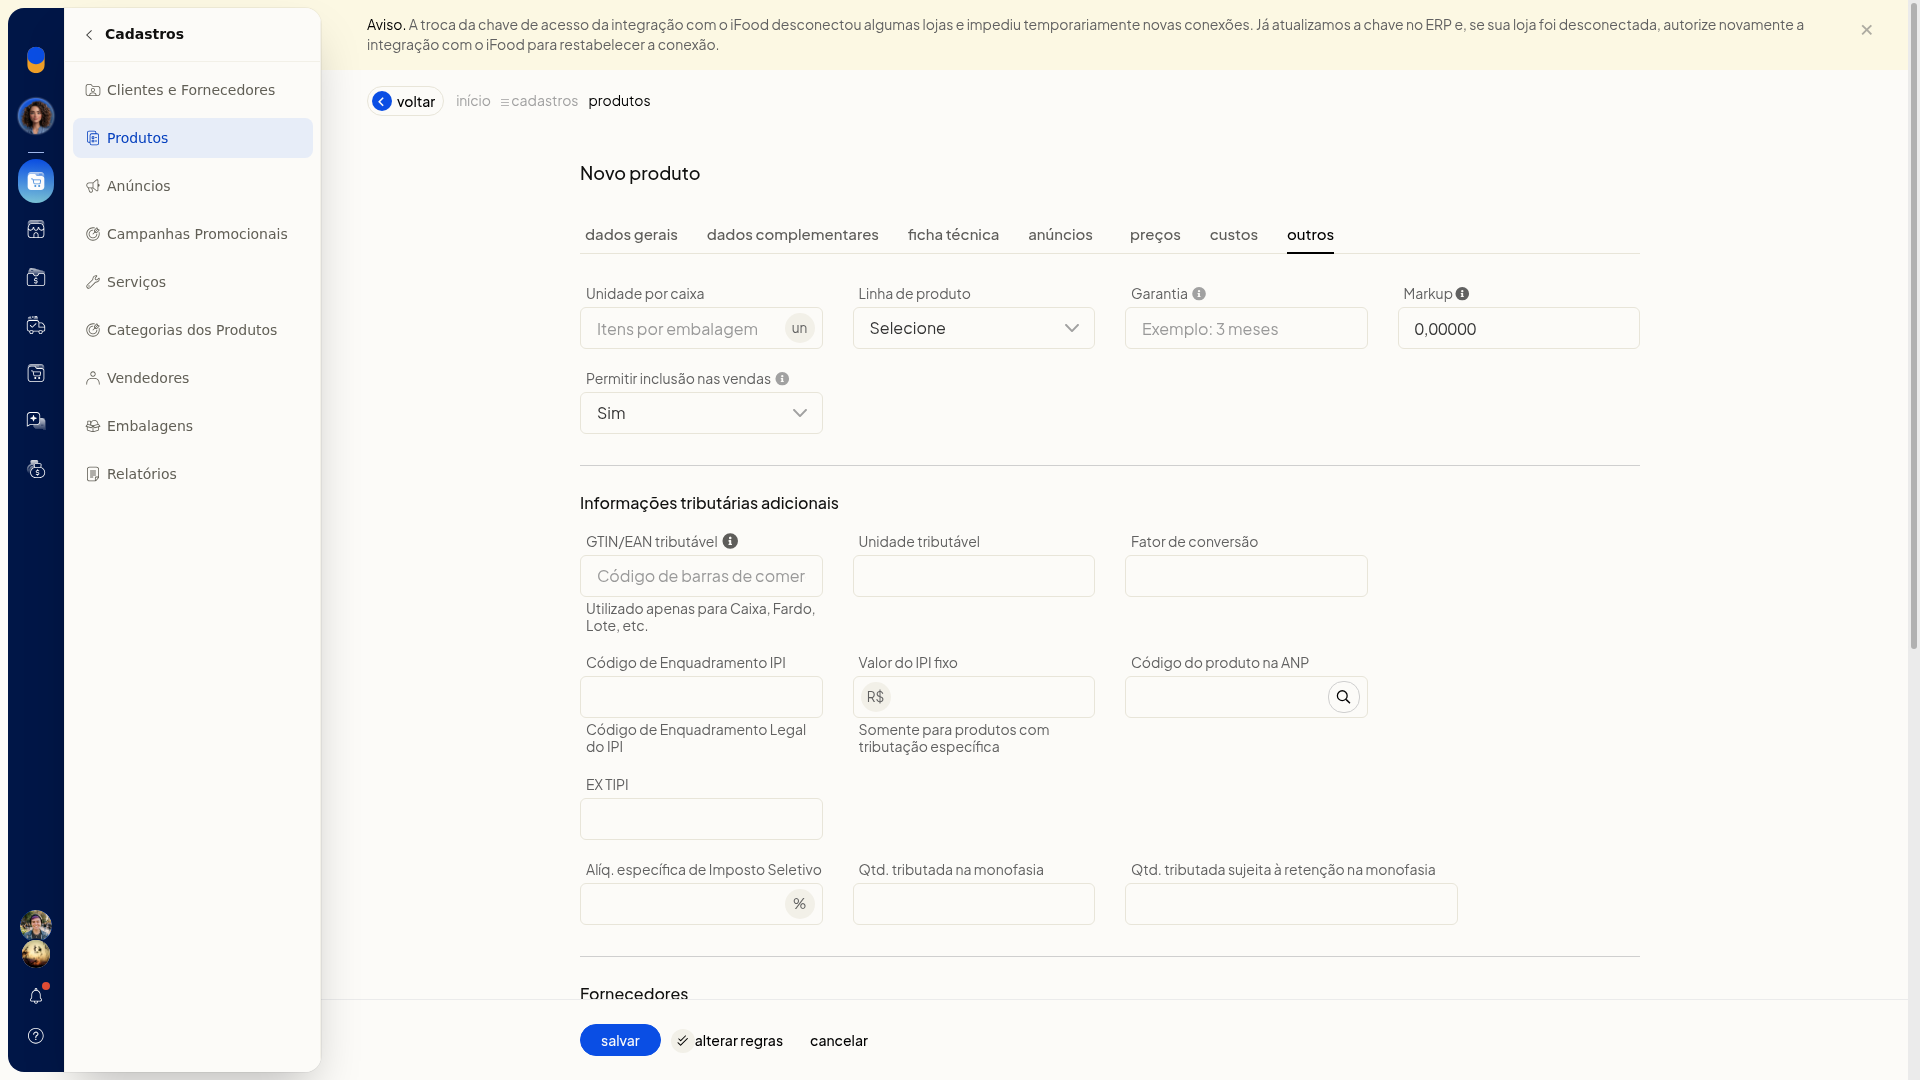 Cadastros
Clientes e Fornecedores
Produtos
Anúncios
Campanhas Promocionais
Serviços
Categorias dos Produtos
Vendedores
Embalagens
Relatórios
Aviso. A troca da chave de acesso da integração com o iFood desconectou algumas lojas e impediu temporariamente novas conexões. Já atualizamos a chave no ERP e, se sua loja foi desconectada, autorize novamente a
integração com o iFood para restabelecer a conexão.
voltar início cadastros produtos
Novo produto
dados gerais dados complementares ficha técnica anúncios preços custos outros
Unidade por caixa Linha de produto Garantia Markup
Itens por embalagem un Selecione Exemplo: 3 meses 0,00000
Permitir inclusão nas vendas
Sim
Informações tributárias adicionais
GTIN/EAN tributável Unidade tributável Fator de conversão
Código de barras de comer
Utilizado apenas para Caixa, Fardo,
Lote, etc.
Código de Enquadramento IPI Valor do IPI fixo Código do produto na ANP
R$
Código de Enquadramento Legal
do IPI
Somente para produtos com
tributação específica
EX TIPI
Alíq. específica de Imposto Seletivo Qtd. tributada na monofasia Qtd. tributada sujeita à retenção na monofasia
%
Fornecedores
salvar alterar regras cancelar